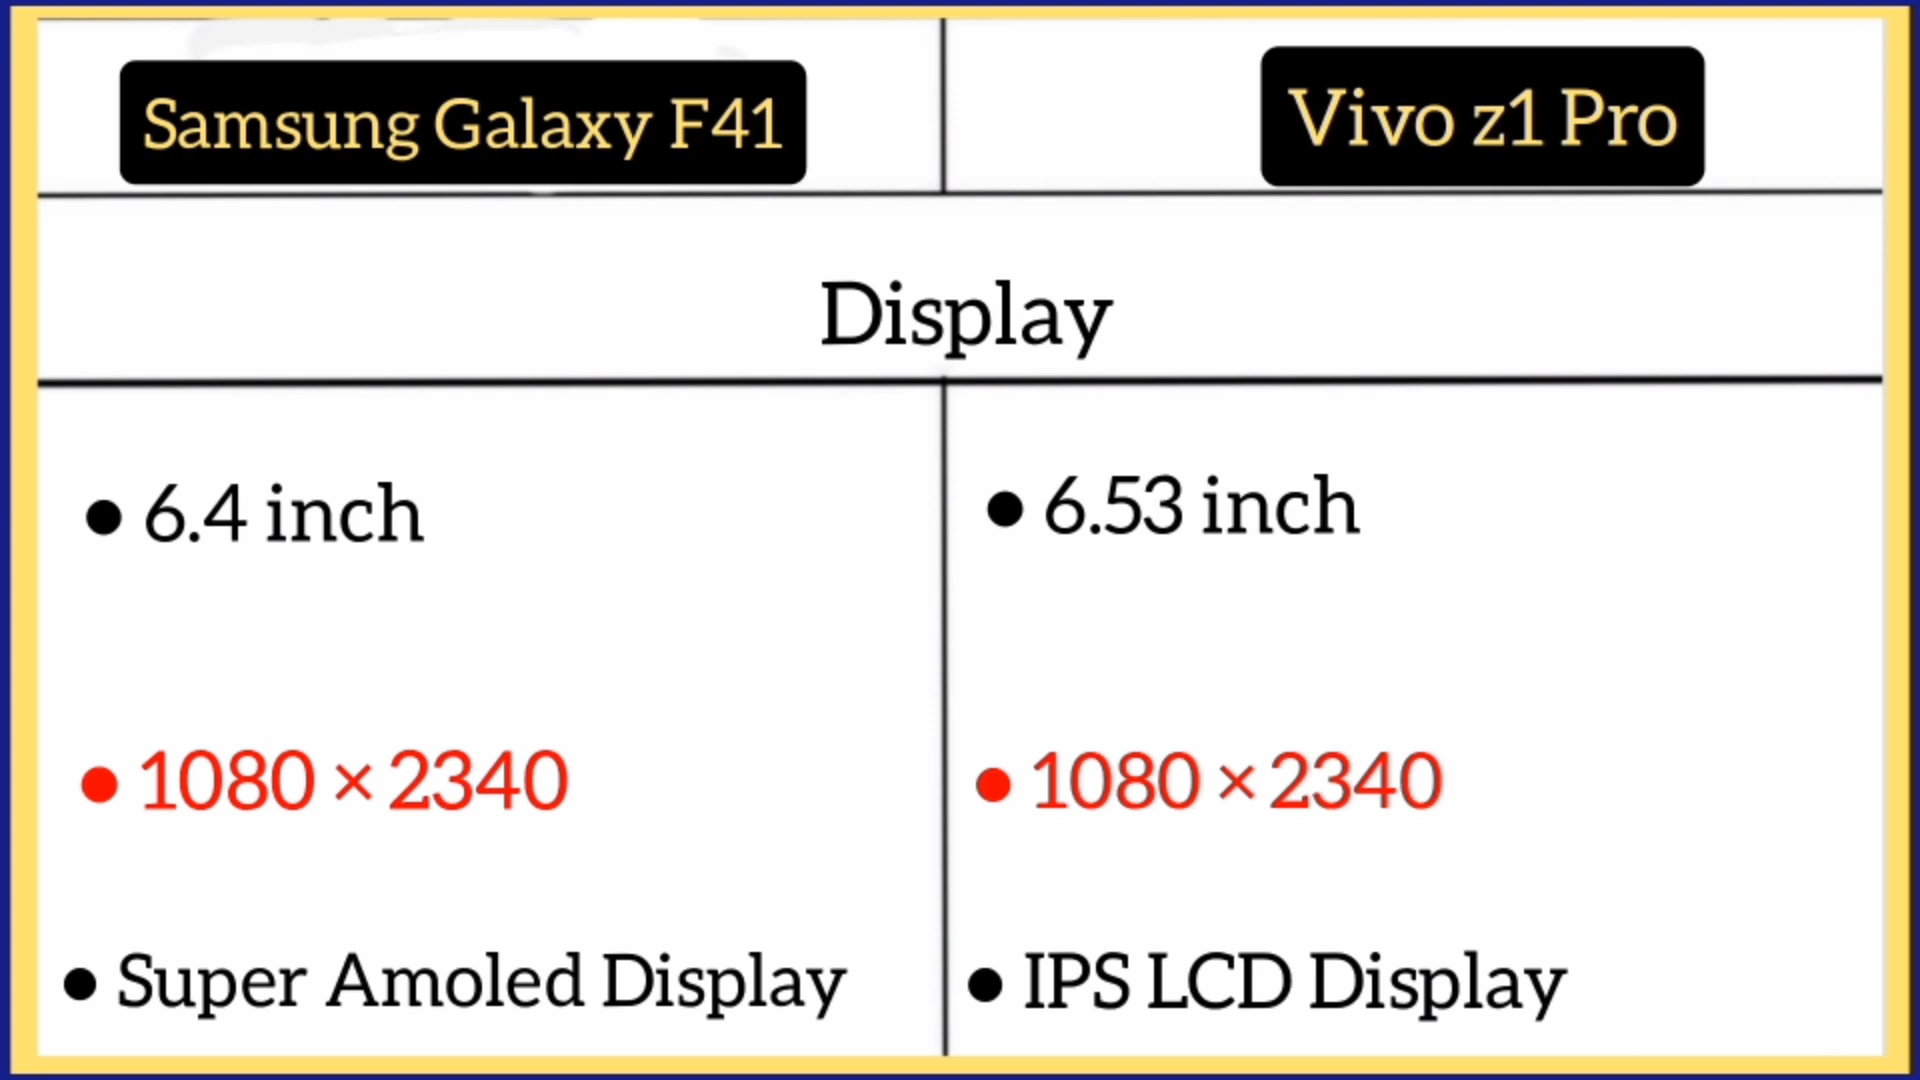 Samsung Galaxy F41
Vivo z1 Pro
Display
● 6.4 inch
● 6.53 inch
● 1080 × 2340
● 1080 × 2340
● Super Amoled Display
● IPS LCD Display